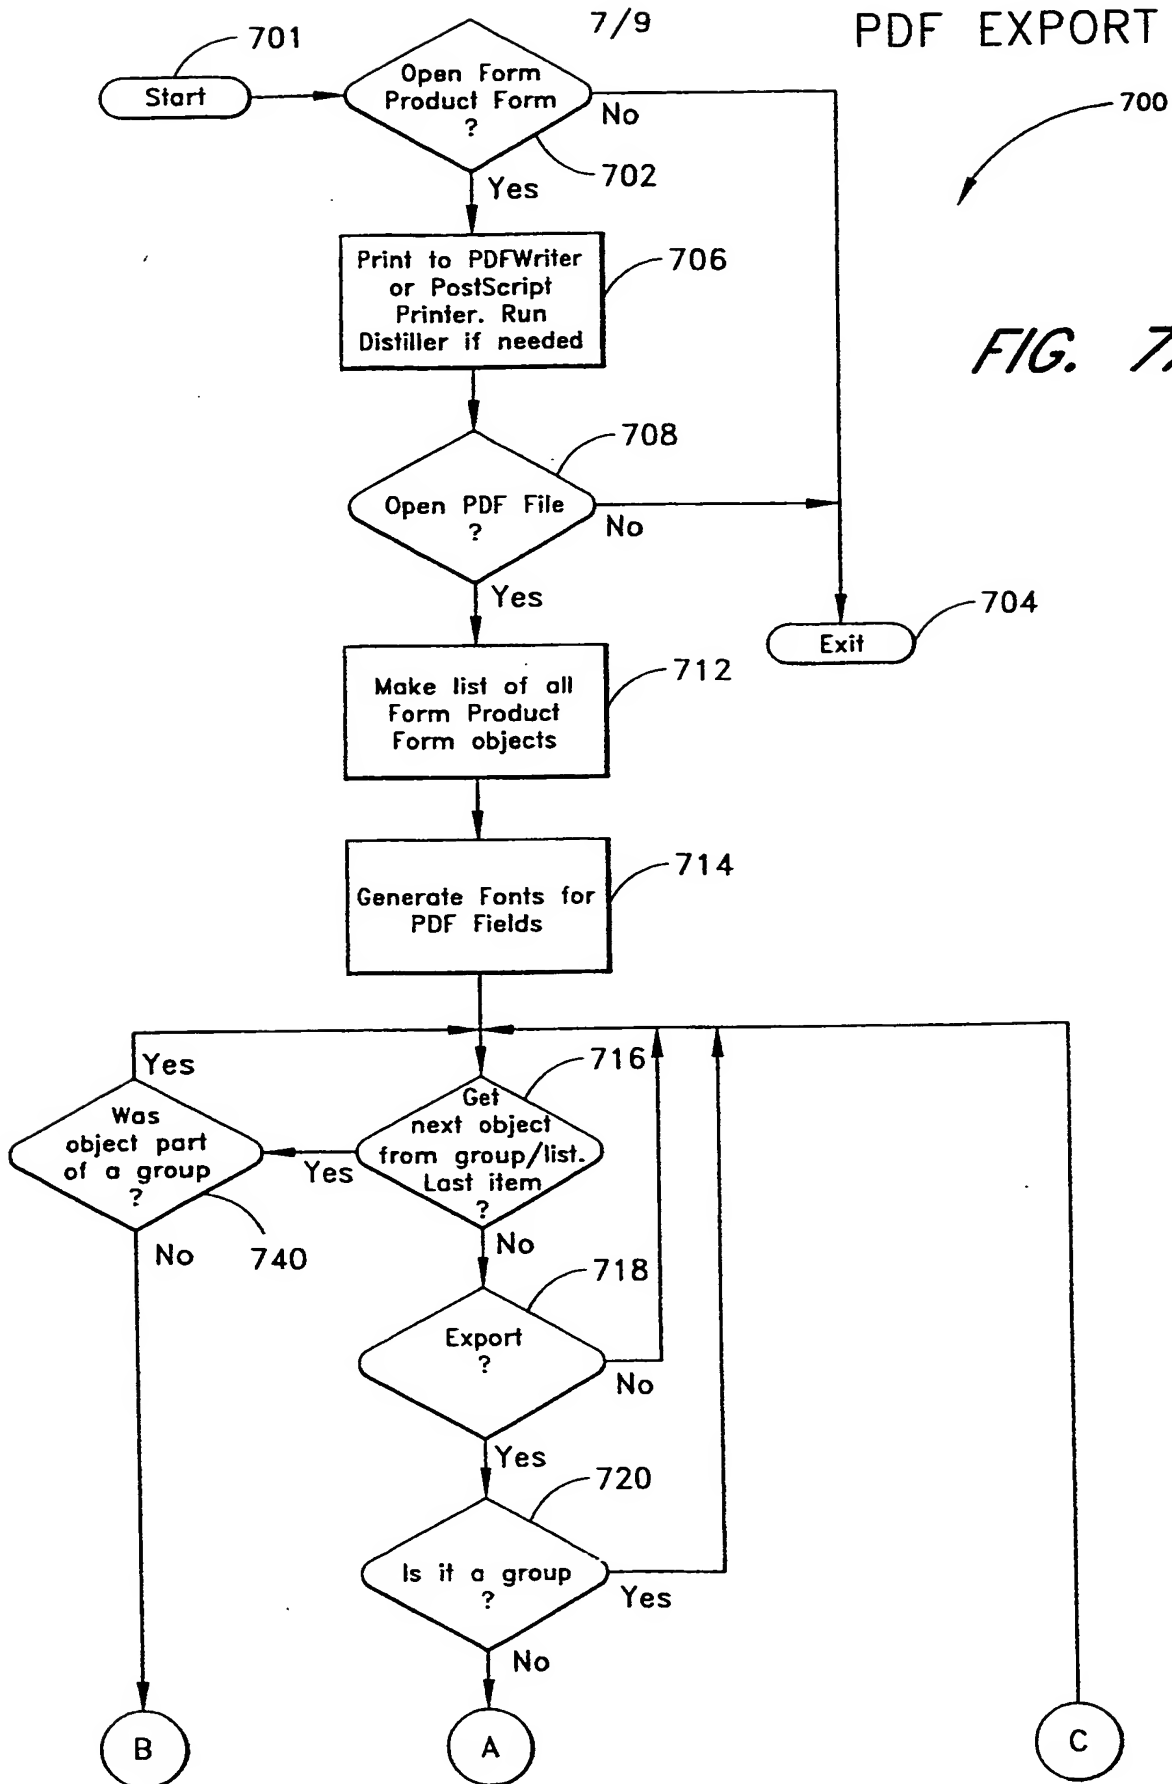 7/9
PDF EXPORT
701
Start
Open Form
Product Form
?
No
700
702
Yes
Print to PDFWriter
or PostScript
Printer. Run
Distiller if needed
706
FIG. 7
708
Open PDF File
?
No
Yes
704
Exit
Make list of all
Form Product
Form objects
712
Generate Fonts for
PDF Fields
714
Yes
716
Was
object part
of a group
?
Yes
Get
next object
from group/list.
Last item
?
No
740
No
718
Export
?
No
Yes
720
Is it a group
?
Yes
No
B
A
C